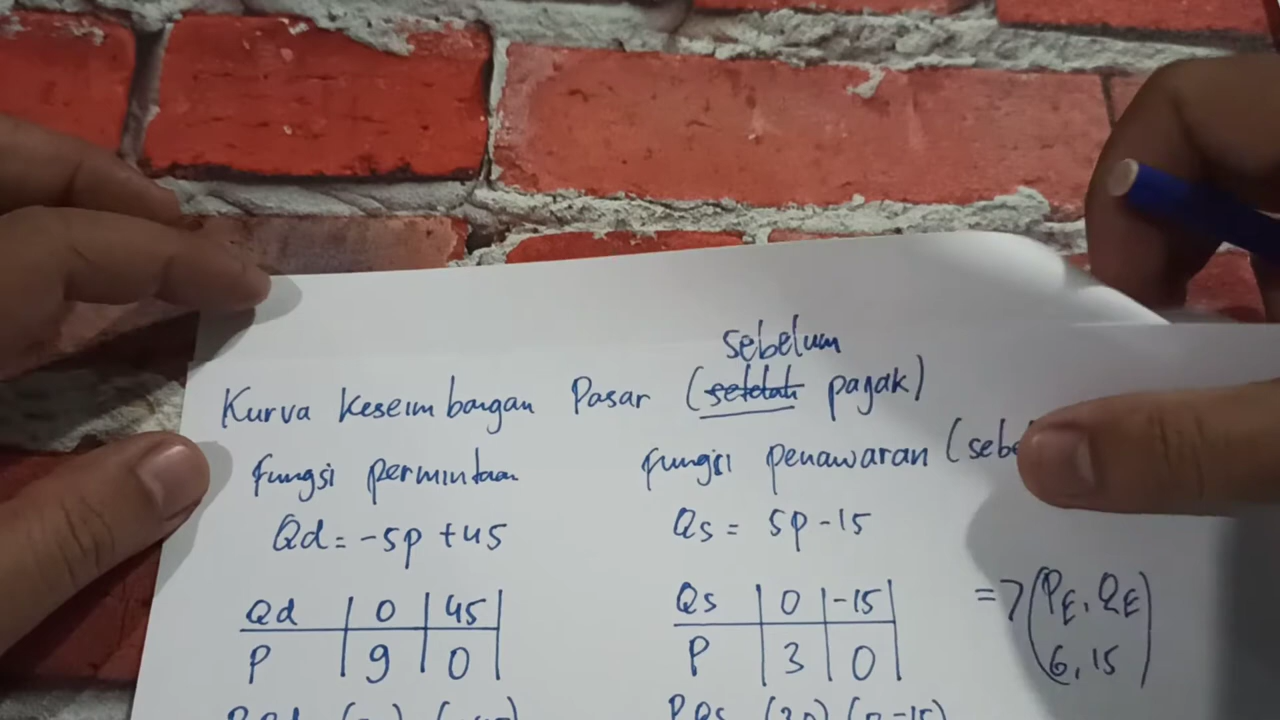 sebelum
Kurva Keseimbangan Pasar (setelah pajak)
fungsi permintaan
Qd = -5p + 45
Qd | 0 | 45 |
P | 9 | 0
fungsi penawaran (sebe
Qs = 5p - 15
Qs | 0 | -15 |
P | 3 | 0 |
=> (PE, QE)
6, 15